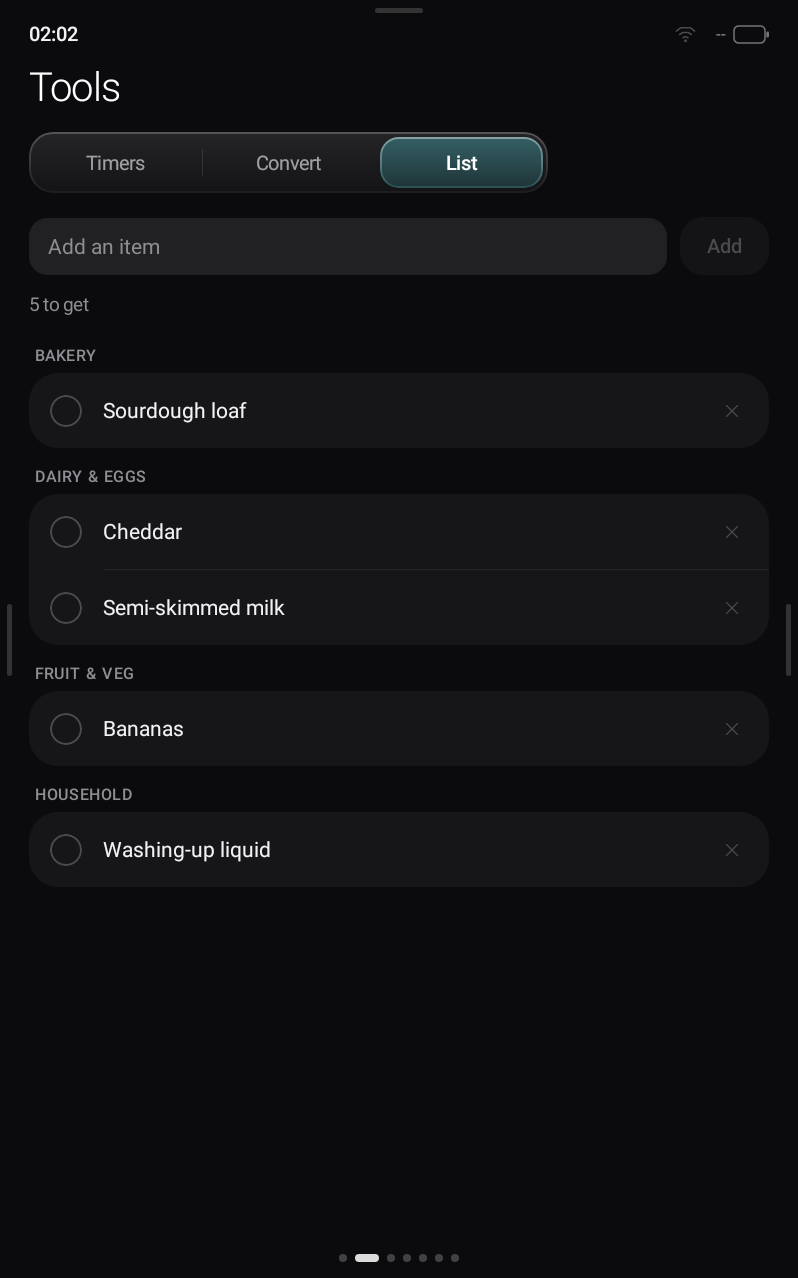 02:02
--
Tools
Timers Convert List
Add an item Add
5 to get
BAKERY
Sourdough loaf
DAIRY & EGGS
Cheddar
Semi-skimmed milk
FRUIT & VEG
Bananas
HOUSEHOLD
Washing-up liquid